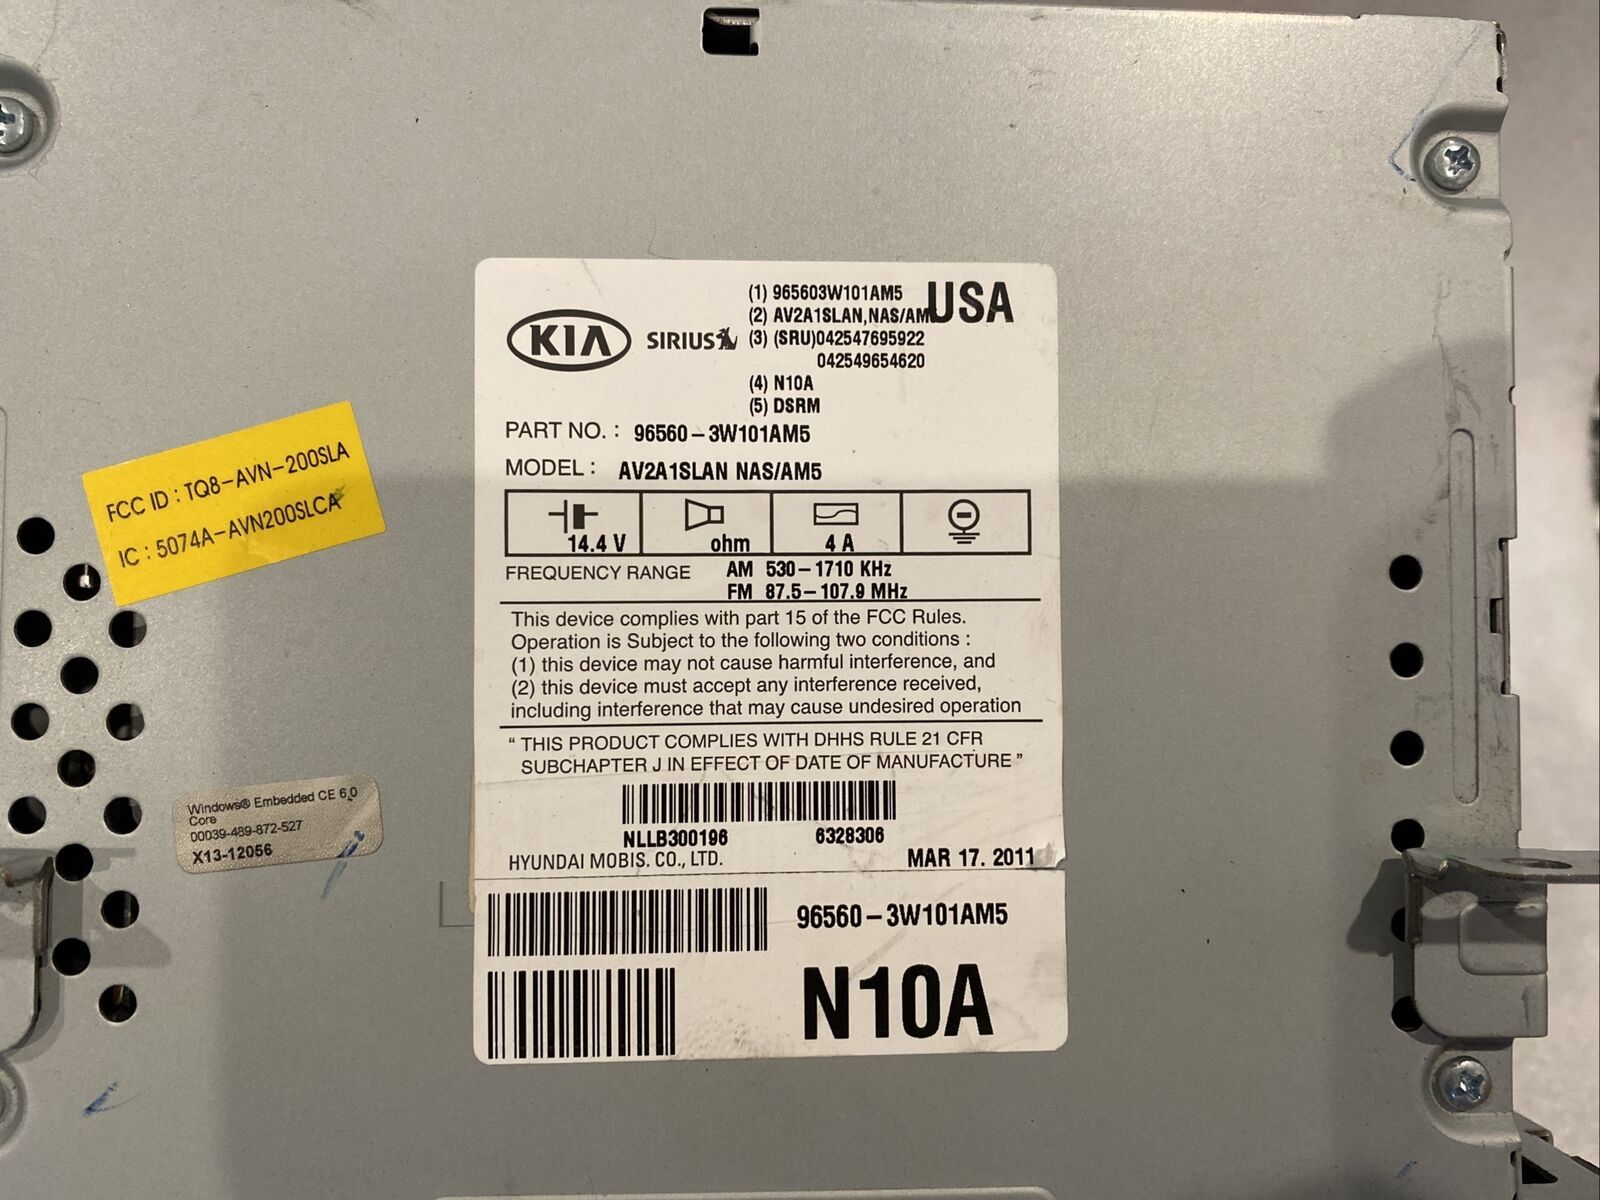 KIA
SIRIUS
(1) 965603W101AM5
USA
(2) AV2A1SLAN,NAS/AM
(3) (SRU)042547695922
042549654620
(4) N10A
(5) DSRM
PART NO. : 96560-3W101AM5
MODEL : AV2A1SLAN NAS/AM5
14.4 V ohm 4 A
FREQUENCY RANGE AM 530-1710 KHz
FM 87.5-107.9 MHz
This device complies with part 15 of the FCC Rules.
Operation is Subject to the following two conditions :
(1) this device may not cause harmful interference, and
(2) this device must accept any interference received,
including interference that may cause undesired operation
“ THIS PRODUCT COMPLIES WITH DHHS RULE 21 CFR
SUBCHAPTER J IN EFFECT OF DATE OF MANUFACTURE ”
NLLB300196 6328306
HYUNDAI MOBIS. CO., LTD. MAR 17. 2011
96560-3W101AM5
N10A
FCC ID : TQ8-AVN-200SLA
IC : 5074A-AVN200SLCA
Windows® Embedded CE 6.0
Core
00039-489-872-527
X13-12056